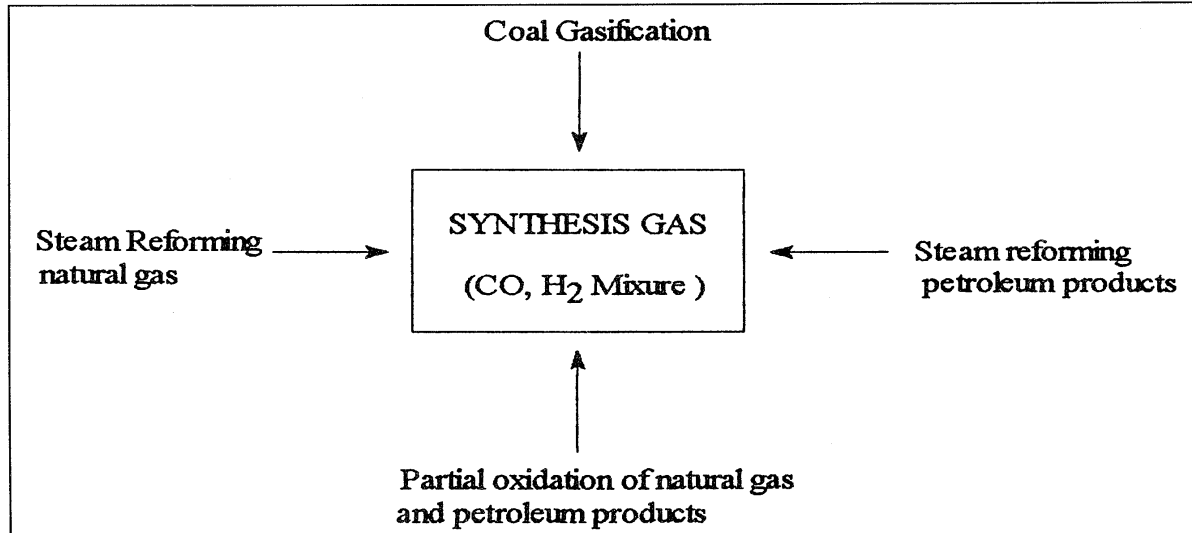 Coal Gasification
SYNTHESIS GAS
(CO, H2 Mixure )
Steam Reforming
natural gas
Steam reforming
petroleum products
Partial oxidation of natural gas
and petroleum products